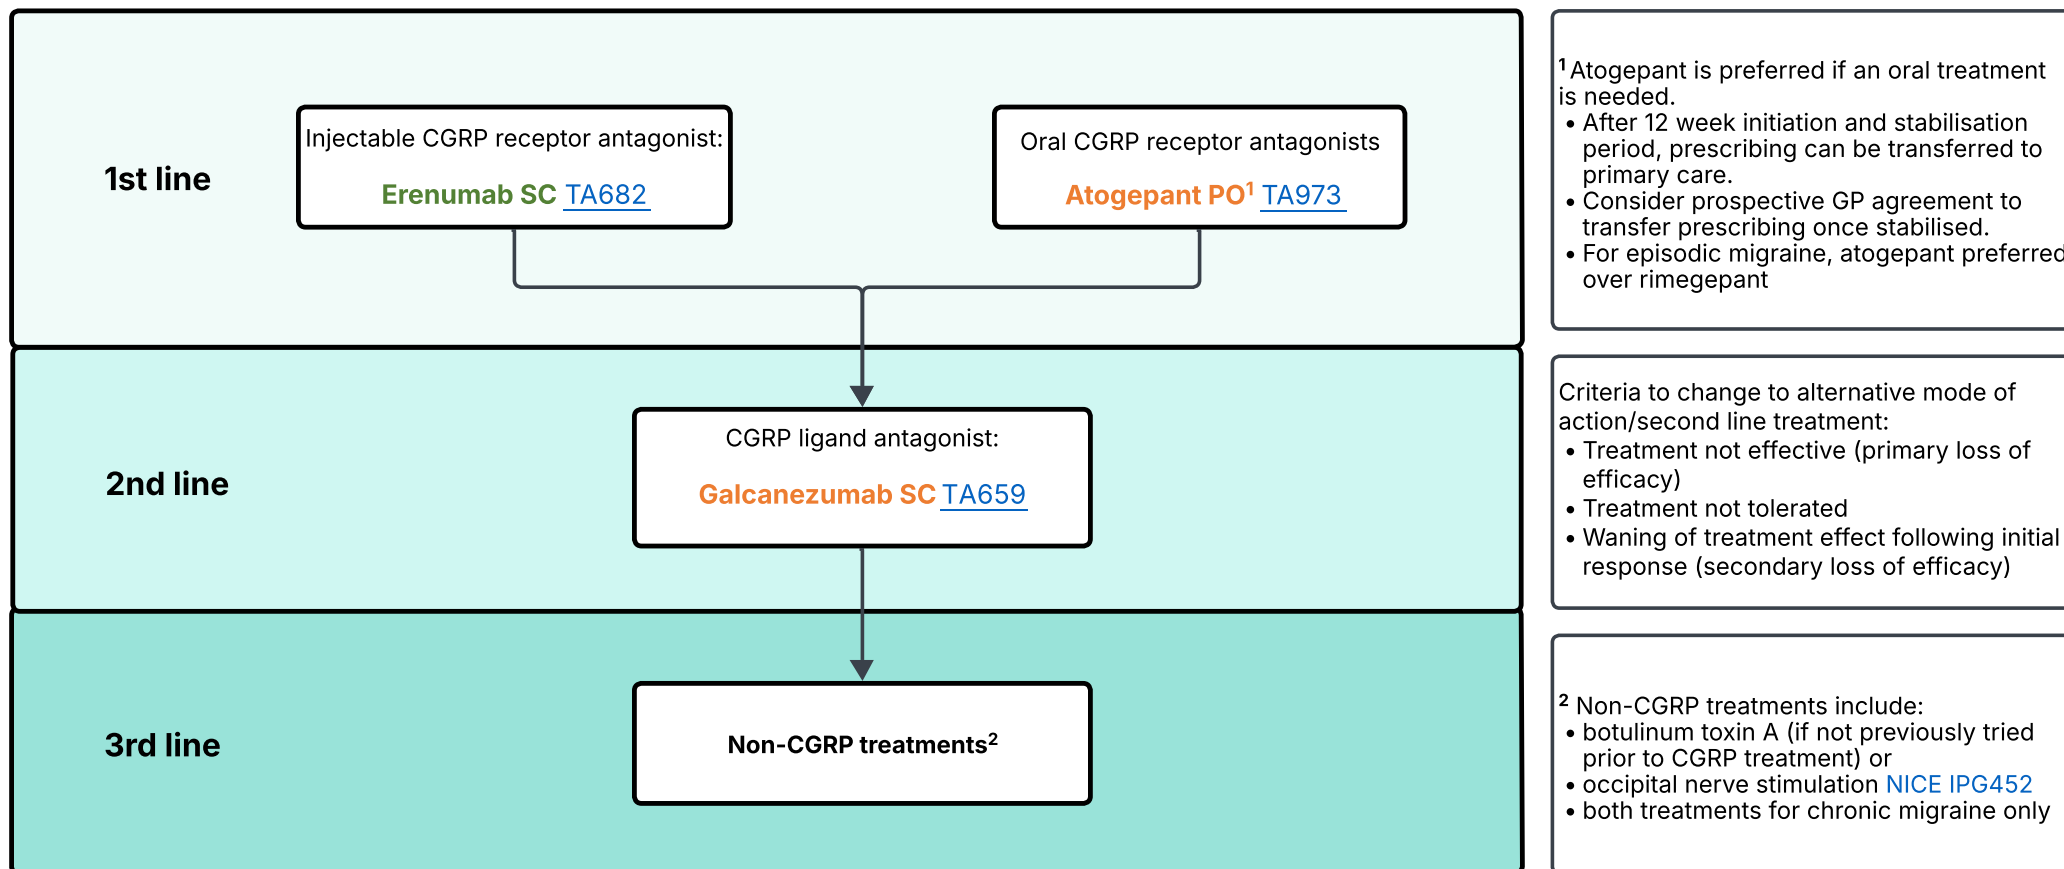 1st line
Injectable CGRP receptor antagonist:
Erenumab SC TA682
Oral CGRP receptor antagonists
Atogepant PO¹ TA973
¹ Atogepant is preferred if an oral treatment
is needed.
• After 12 week initiation and stabilisation
period, prescribing can be transferred to
primary care.
• Consider prospective GP agreement to
transfer prescribing once stabilised.
• For episodic migraine, atogepant preferred
over rimegepant
2nd line
CGRP ligand antagonist:
Galcanezumab SC TA659
Criteria to change to alternative mode of
action/second line treatment:
• Treatment not effective (primary loss of
efficacy)
• Treatment not tolerated
• Waning of treatment effect following initial
response (secondary loss of efficacy)
3rd line
Non-CGRP treatments²
² Non-CGRP treatments include:
• botulinum toxin A (if not previously tried
prior to CGRP treatment) or
• occipital nerve stimulation NICE IPG452
• both treatments for chronic migraine only